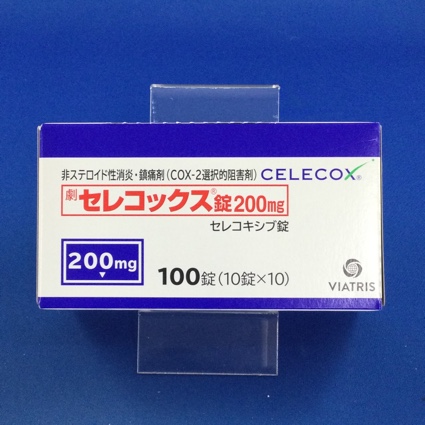 非ステロイド性消炎・鎮痛剤(COX-2選択的阻害剤) CELECOX®
劇 セレコックス®錠200mg
セレコキシブ錠
200mg
100錠(10錠×10)
VIATRIS